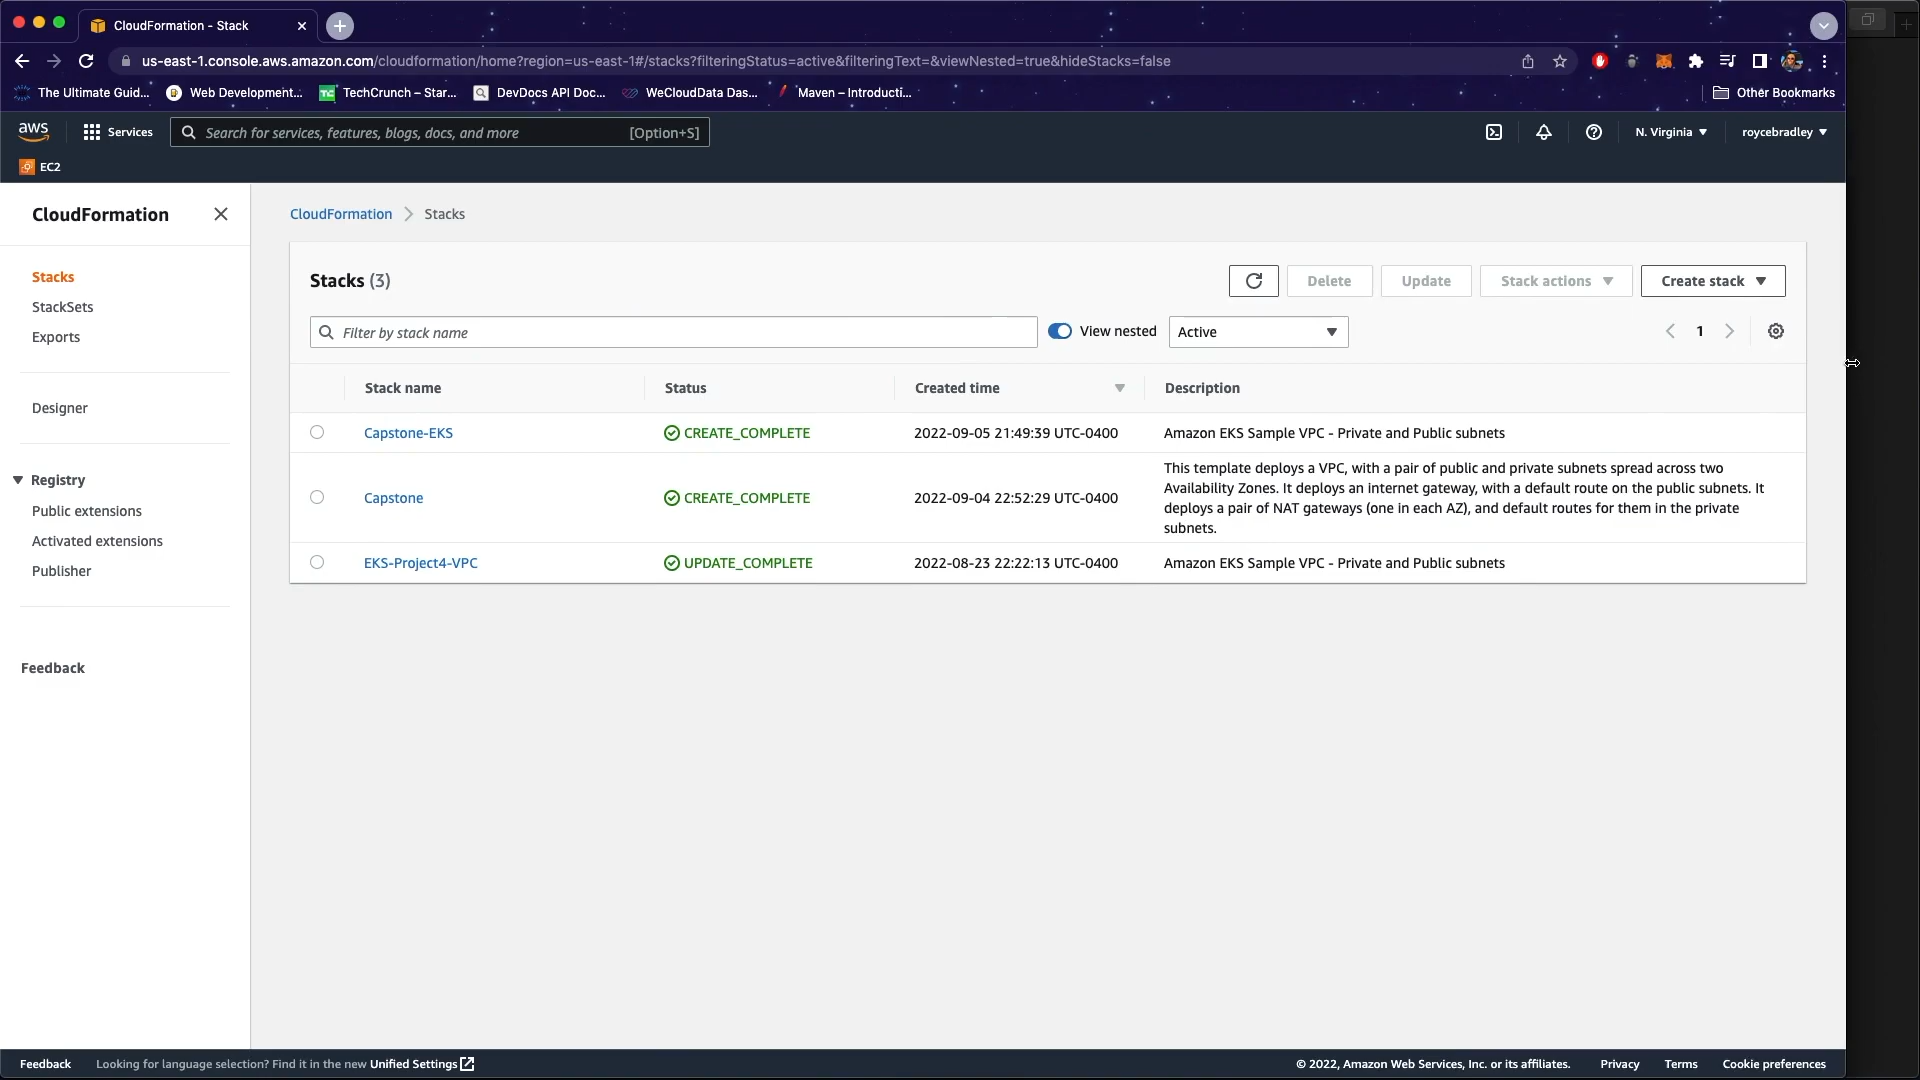 CloudFormation - Stack
us-east-1.console.aws.amazon.com/cloudformation/home?region=us-east-1#/stacks?filteringStatus=active&filteringText=&viewNested=true&hideStacks=false
The Ultimate Guid... Web Development... TechCrunch – Star... DevDocs API Doc... WeCloudData Das... Maven – Introducti... Other Bookmarks
aws Services Search for services, features, blogs, docs, and more [Option+S] N. Virginia roycebradley
EC2
CloudFormation
Stacks
StackSets
Exports
Designer
Registry
Public extensions
Activated extensions
Publisher
Feedback
CloudFormation Stacks
Stacks (3) Delete Update Stack actions Create stack
Filter by stack name View nested Active 1
Stack name Status Created time Description
Capstone-EKS CREATE_COMPLETE 2022-09-05 21:49:39 UTC-0400 Amazon EKS Sample VPC - Private and Public subnets
Capstone CREATE_COMPLETE 2022-09-04 22:52:29 UTC-0400 This template deploys a VPC, with a pair of public and private subnets spread across two
Availability Zones. It deploys an internet gateway, with a default route on the public subnets. It
deploys a pair of NAT gateways (one in each AZ), and default routes for them in the private
subnets.
EKS-Project4-VPC UPDATE_COMPLETE 2022-08-23 22:22:13 UTC-0400 Amazon EKS Sample VPC - Private and Public subnets
Feedback Looking for language selection? Find it in the new Unified Settings © 2022, Amazon Web Services, Inc. or its affiliates. Privacy Terms Cookie preferences